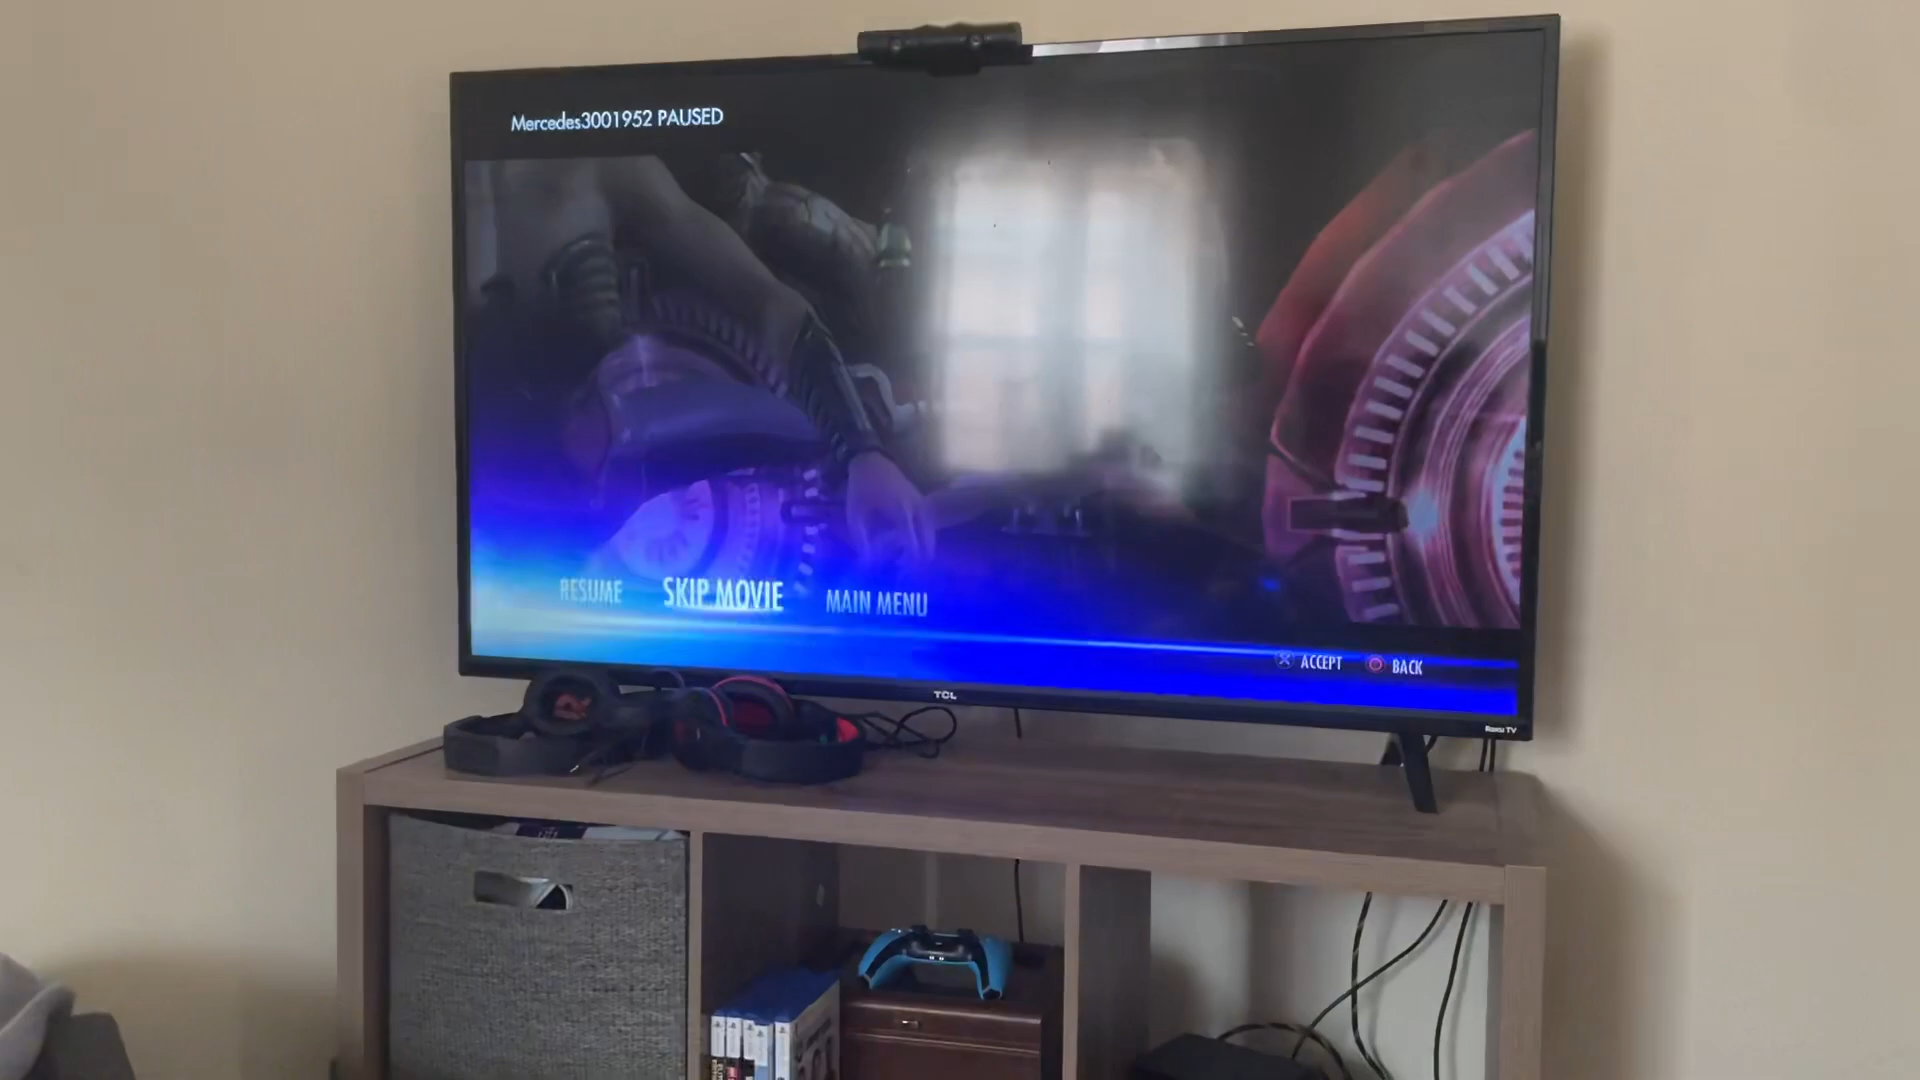 Mercedes3001952 PAUSED
RESUME
SKIP MOVIE
MAIN MENU
ACCEPT
BACK
TCL
Roku TV